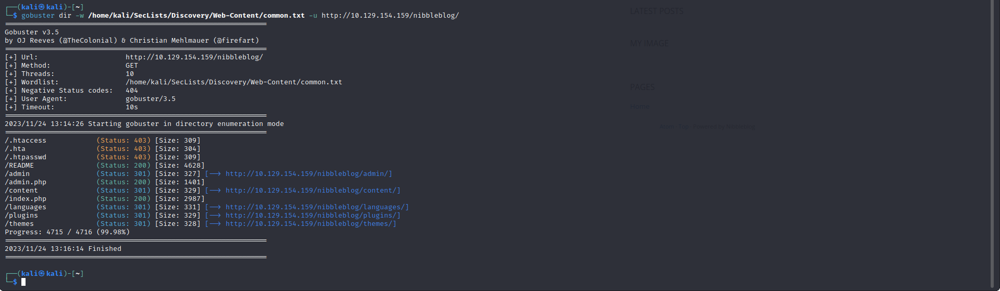 ┌──(kali㉿kali)-[~]
└─$ gobuster dir -w /home/kali/SecLists/Discovery/Web-Content/common.txt -u http://10.129.154.159/nibbleblog/
===============================================================
Gobuster v3.5
by OJ Reeves (@TheColonial) & Christian Mehlmauer (@firefart)
===============================================================
[+] Url:                     http://10.129.154.159/nibbleblog/
[+] Method:                  GET
[+] Threads:                 10
[+] Wordlist:                /home/kali/SecLists/Discovery/Web-Content/common.txt
[+] Negative Status codes:   404
[+] User Agent:              gobuster/3.5
[+] Timeout:                 10s
===============================================================
2023/11/24 13:14:26 Starting gobuster in directory enumeration mode
===============================================================
/.htaccess            (Status: 403) [Size: 309]
/.hta                 (Status: 403) [Size: 304]
/.htpasswd            (Status: 403) [Size: 309]
/README               (Status: 200) [Size: 4628]
/admin                (Status: 301) [Size: 327] [--> http://10.129.154.159/nibbleblog/admin/]
/admin.php            (Status: 200) [Size: 1401]
/content              (Status: 301) [Size: 329] [--> http://10.129.154.159/nibbleblog/content/]
/index.php            (Status: 200) [Size: 2987]
/languages            (Status: 301) [Size: 331] [--> http://10.129.154.159/nibbleblog/languages/]
/plugins              (Status: 301) [Size: 329] [--> http://10.129.154.159/nibbleblog/plugins/]
/themes               (Status: 301) [Size: 328] [--> http://10.129.154.159/nibbleblog/themes/]
Progress: 4715 / 4716 (99.98%)
===============================================================
2023/11/24 13:16:14 Finished
===============================================================
┌──(kali㉿kali)-[~]
└─$
LATEST POSTS
MY IMAGE
PAGES
Home
Atom · Top · Powered by Nibbleblog